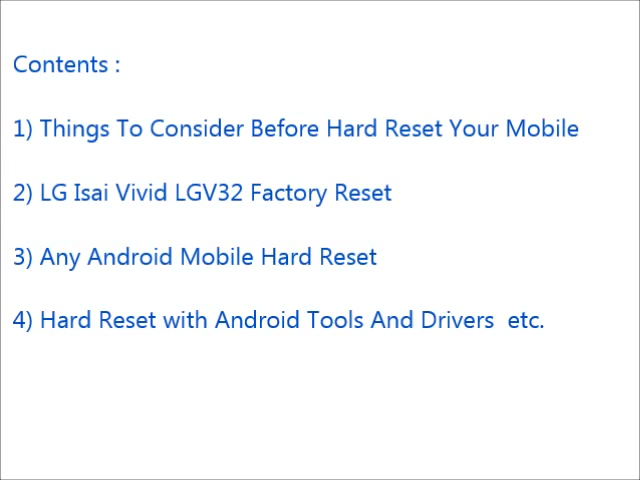 Contents :
1) Things To Consider Before Hard Reset Your Mobile
2) LG Isai Vivid LGV32 Factory Reset
3) Any Android Mobile Hard Reset
4) Hard Reset with Android Tools And Drivers  etc.